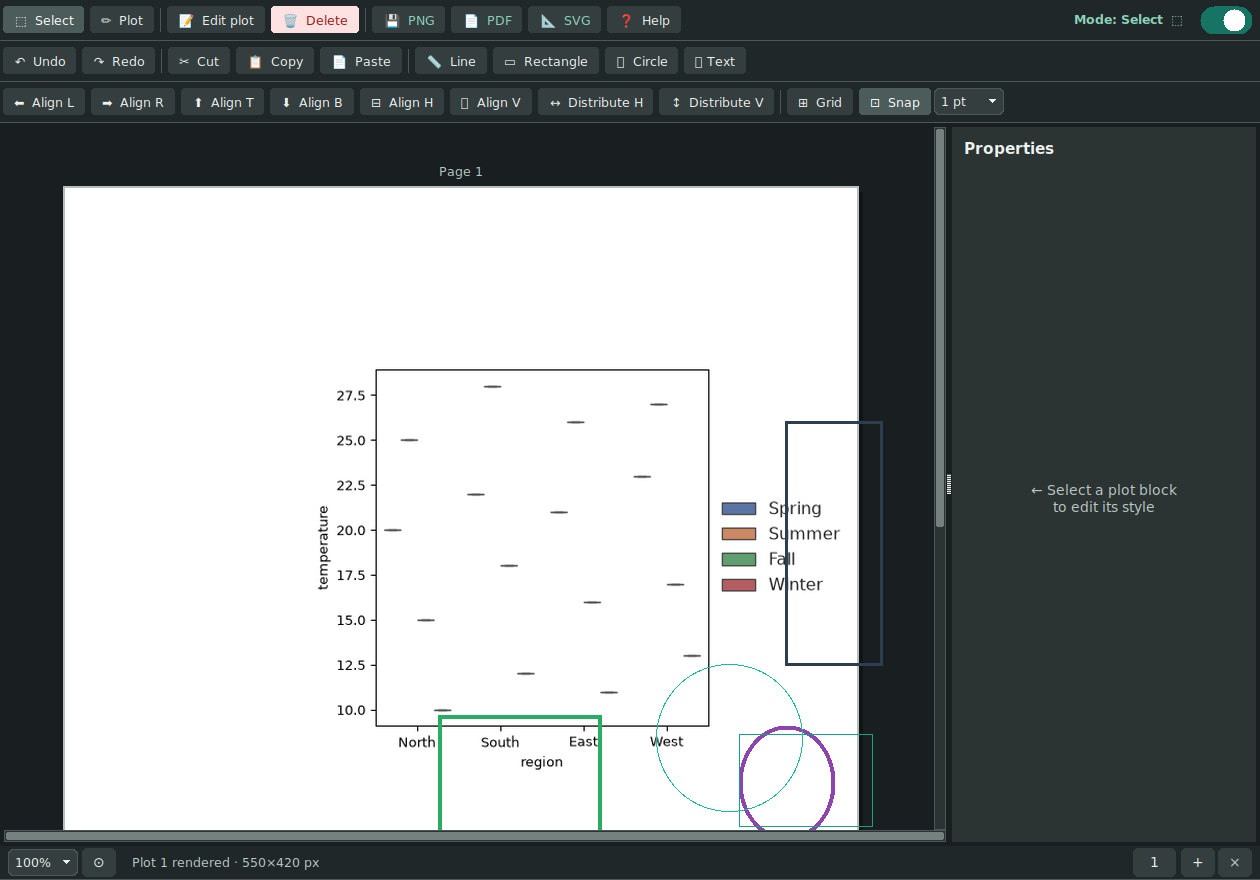 Select Plot Edit plot Delete PNG PDF SVG Help Mode: Select
Undo Redo Cut Copy Paste Line Rectangle Circle Text
Align L Align R Align T Align B Align H Align V Distribute H Distribute V Grid Snap 1 pt
Page 1
Properties
27.5
25.0
22.5
20.0
17.5
15.0
12.5
10.0
temperature
North South East West
region
Spring
Summer
Fall
Winter
← Select a plot block
to edit its style
100% Plot 1 rendered · 550×420 px 1 + ×